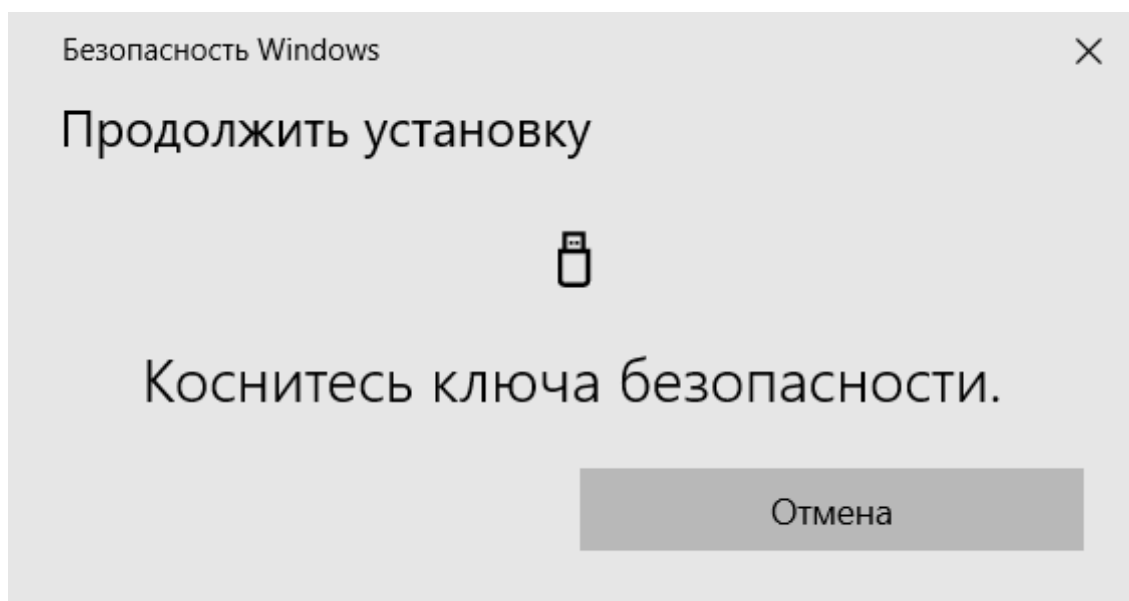 Безопасность Windows
Продолжить установку
Коснитесь ключа безопасности.
Отмена